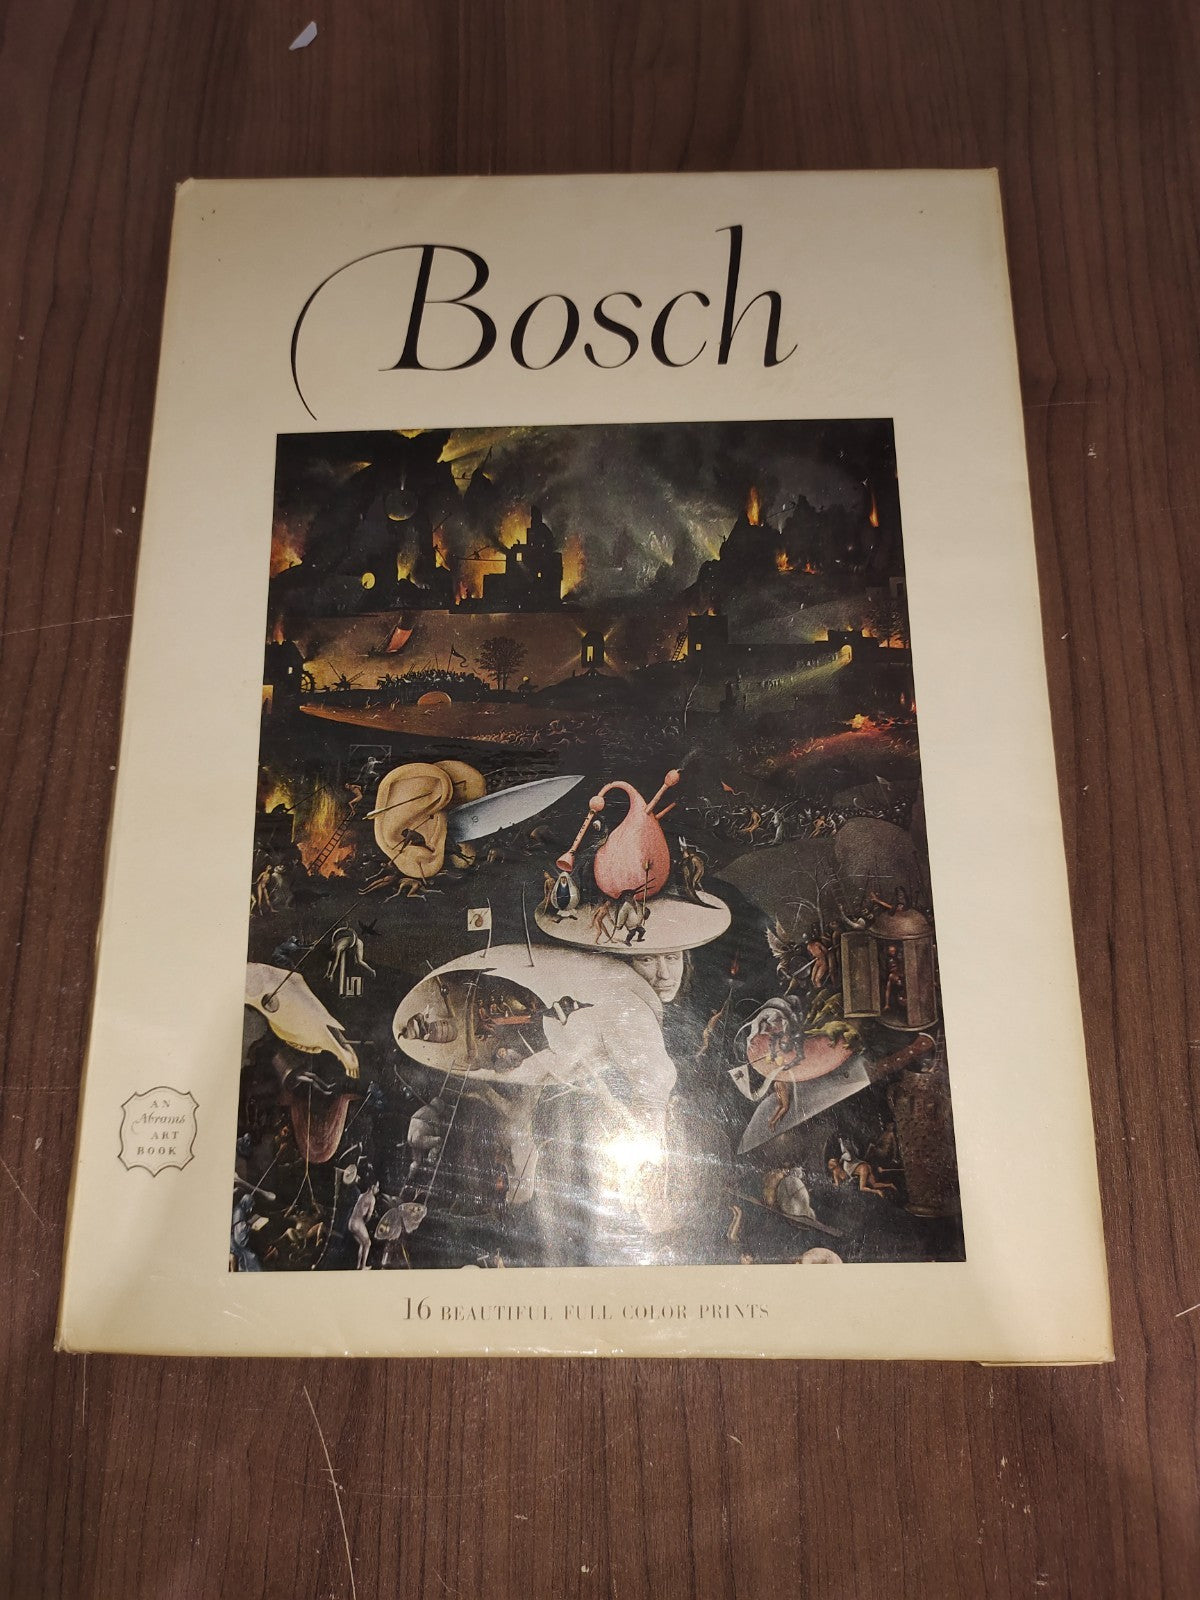 Bosch
AN
Abrams
ART
BOOK
16 BEAUTIFUL FULL COLOR PRINTS